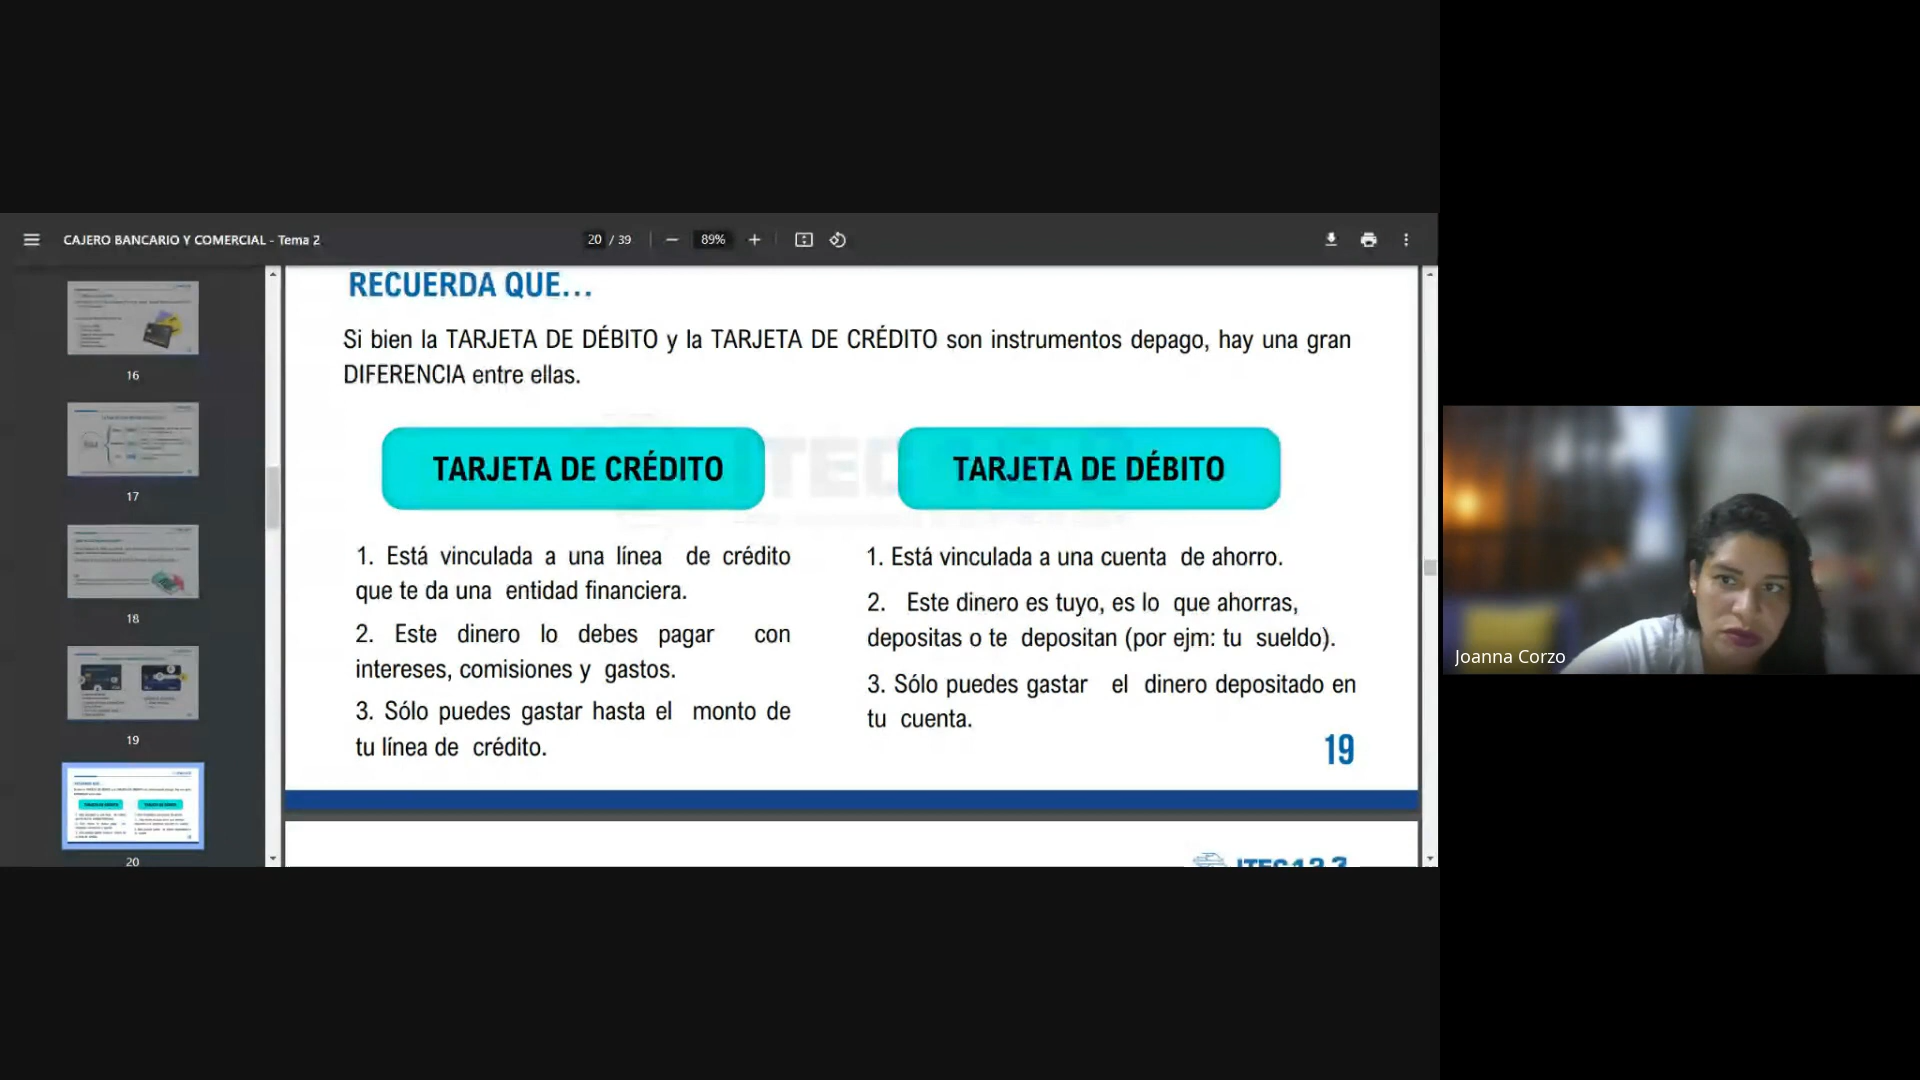 CAJERO BANCARIO Y COMERCIAL - Tema 2
20 / 39
89%
16
17
18
19
20
RECUERDA QUE...
Si bien la TARJETA DE DÉBITO y la TARJETA DE CRÉDITO son instrumentos depago, hay una gran
DIFERENCIA entre ellas.
TARJETA DE CRÉDITO
1. Está vinculada a una línea de crédito
que te da una entidad financiera.
2. Este dinero lo debes pagar con
intereses, comisiones y gastos.
3. Sólo puedes gastar hasta el monto de
tu línea de crédito.
TARJETA DE DÉBITO
1. Está vinculada a una cuenta de ahorro.
2. Este dinero es tuyo, es lo que ahorras,
depositas o te depositan (por ejm: tu sueldo).
3. Sólo puedes gastar el dinero depositado en
tu cuenta.
19
ITEC 1 2 3
Joanna Corzo